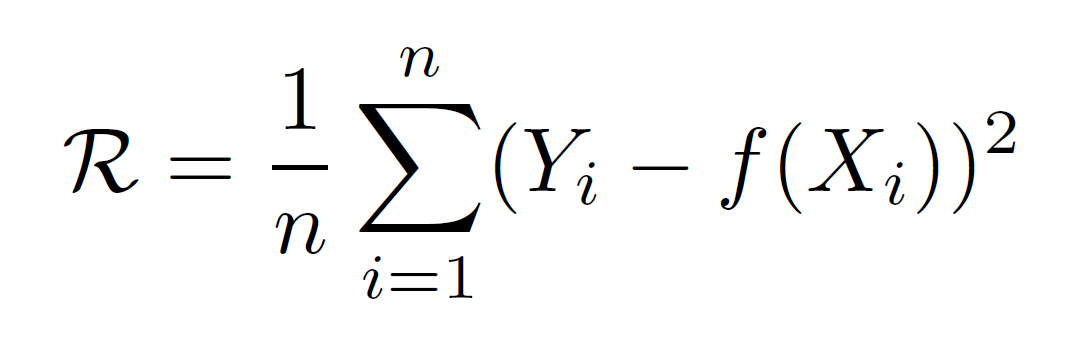 $\mathcal{R} = \frac{1}{n} \sum_{i=1}^{n} (Y_i - f(X_i))^2$